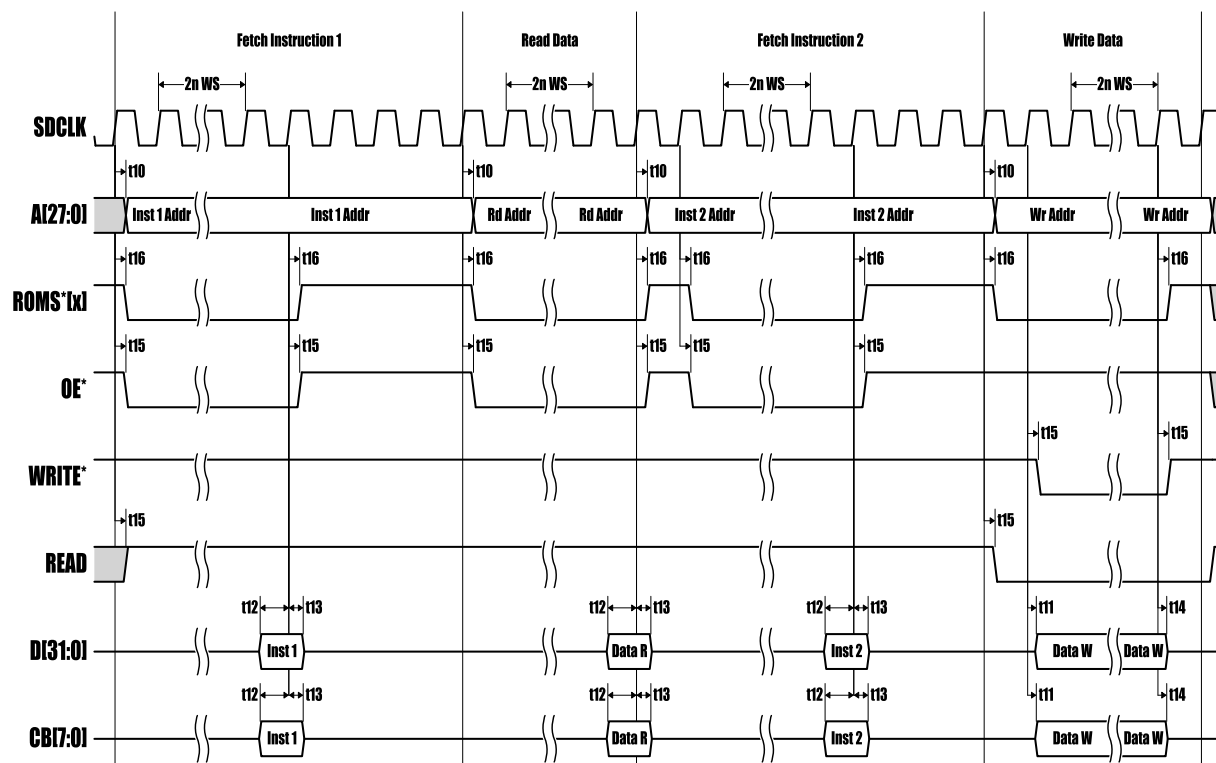 Fetch Instruction 1 Read Data Fetch Instruction 2 Write Data
2n WS 2n WS 2n WS 2n WS
SDCLK
t10 t10 t10 t10
A[27:0] Inst 1 Addr Inst 1 Addr Rd Addr Rd Addr Inst 2 Addr Inst 2 Addr Wr Addr Wr Addr
t16 t16 t16 t16 t16 t16 t16 t16
ROMS*[x]
t15 t15 t15 t15 t15 t15
OE*
t15 t15
WRITE*
t15 t15
READ
t12 t13 t12 t13 t12 t13 t11 t14
D[31:0] Inst 1 Data R Inst 2 Data W Data W
t12 t13 t12 t13 t12 t13 t11 t14
CB[7:0] Inst 1 Data R Inst 2 Data W Data W